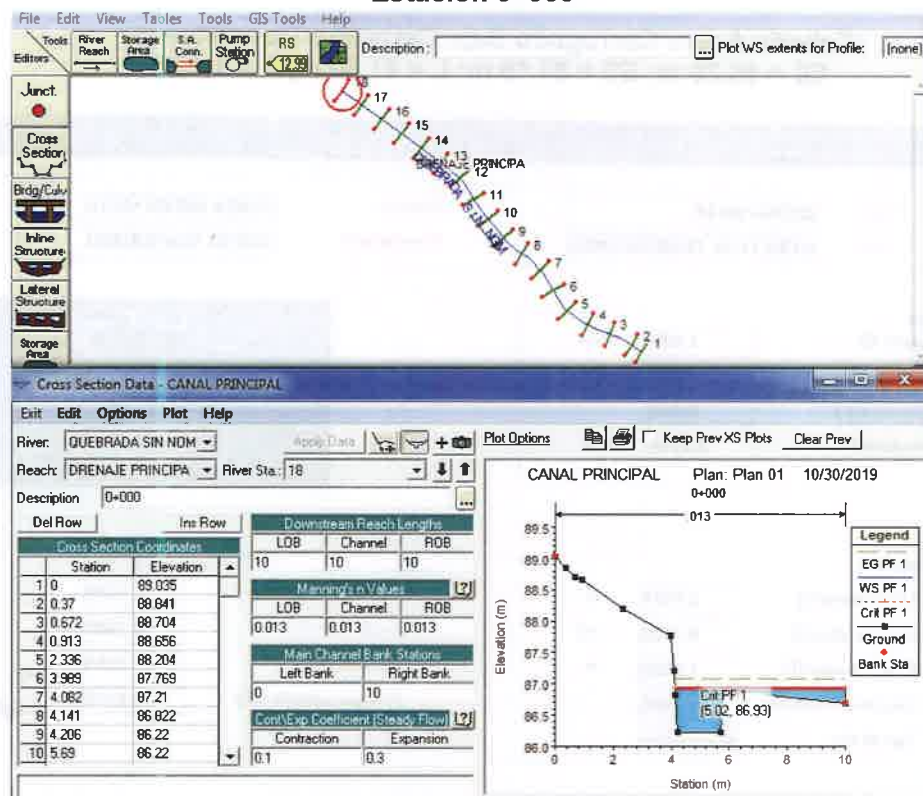 File Edit View Tables Tools GIS Tools Help
Tools
Editors
River
Reach
Storage
Area
S.A.
Conn.
Pump
Station
RS
12.99
Description :
... Plot WS extents for Profile: [none]
Junct.
Cross
Section
Brdg/Culv
Inline
Structure
Lateral
Structure
Storage
Area
18
17
16
15
14
13
DRENAJE PRINCIPA
12
11
10
9
8
7
6
5
4
3
2
1
Cross Section Data - CANAL PRINCIPAL
Exit Edit Options Plot Help
River: QUEBRADA SIN NOM
Apply Data
Plot Options
Keep Prev XS Plots
Clear Prev
Reach: DRENAJE PRINCIPA River Sta.: 18
Description 0+000
...
Del Row Ins Row
Cross Section Coordinates
Station Elevation
1 0 89.035
2 0.37 88.841
3 0.672 88.704
4 0.913 88.656
5 2.336 88.204
6 3.989 87.769
7 4.082 87.21
8 4.141 86.822
9 4.206 86.22
10 5.69 86.22
Downstream Reach Lengths
LOB Channel ROB
10 10 10
Manning's n Values [?]
LOB Channel ROB
0.013 0.013 0.013
Main Channel Bank Stations
Left Bank Right Bank
0 10
Cont\Exp Coefficient (Steady Flow) [?]
Contraction Expansion
0.1 0.3
CANAL PRINCIPAL Plan: Plan 01 10/30/2019
0+000
013
Elevation (m)
89.5
89.0
88.5
88.0
87.5
87.0
86.5
86.0
Crit PF 1
(5.02, 86.93)
0 2 4 6 8 10
Station (m)
Legend
EG PF 1
WS PF 1
Crit PF 1
Ground
Bank Sta